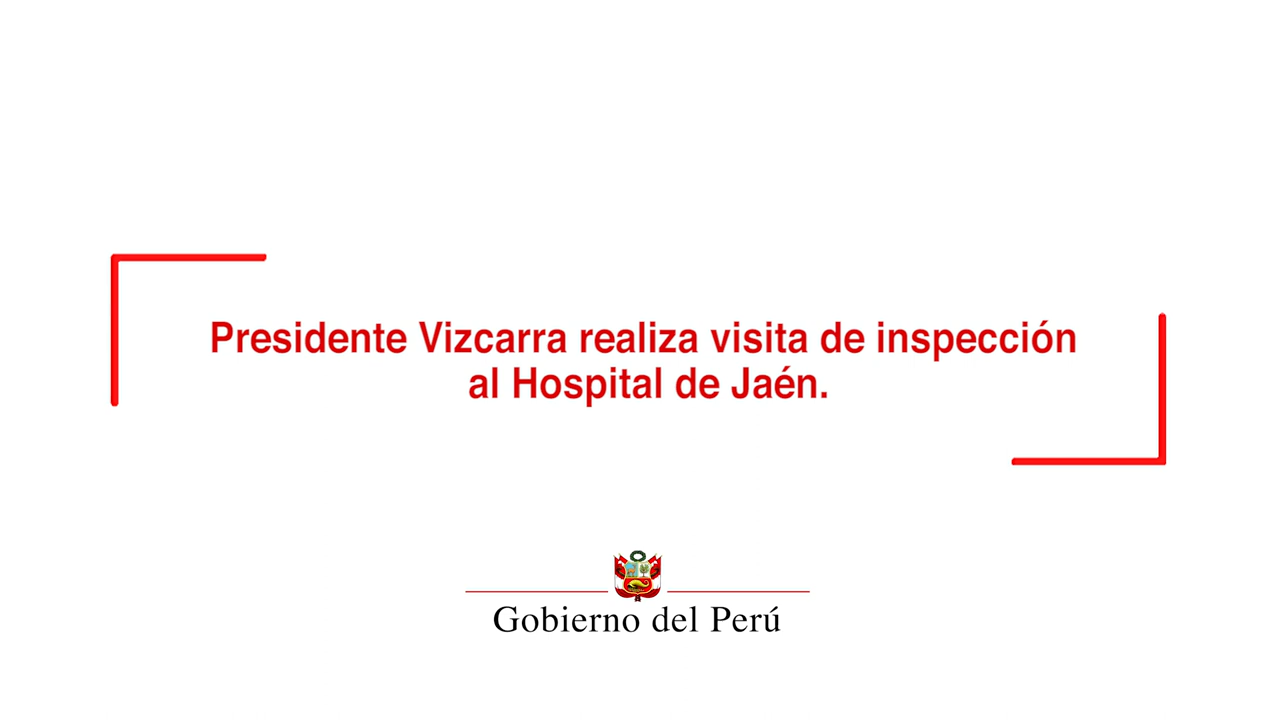 Presidente Vizcarra realiza visita de inspección
al Hospital de Jaén.
Gobierno del Perú